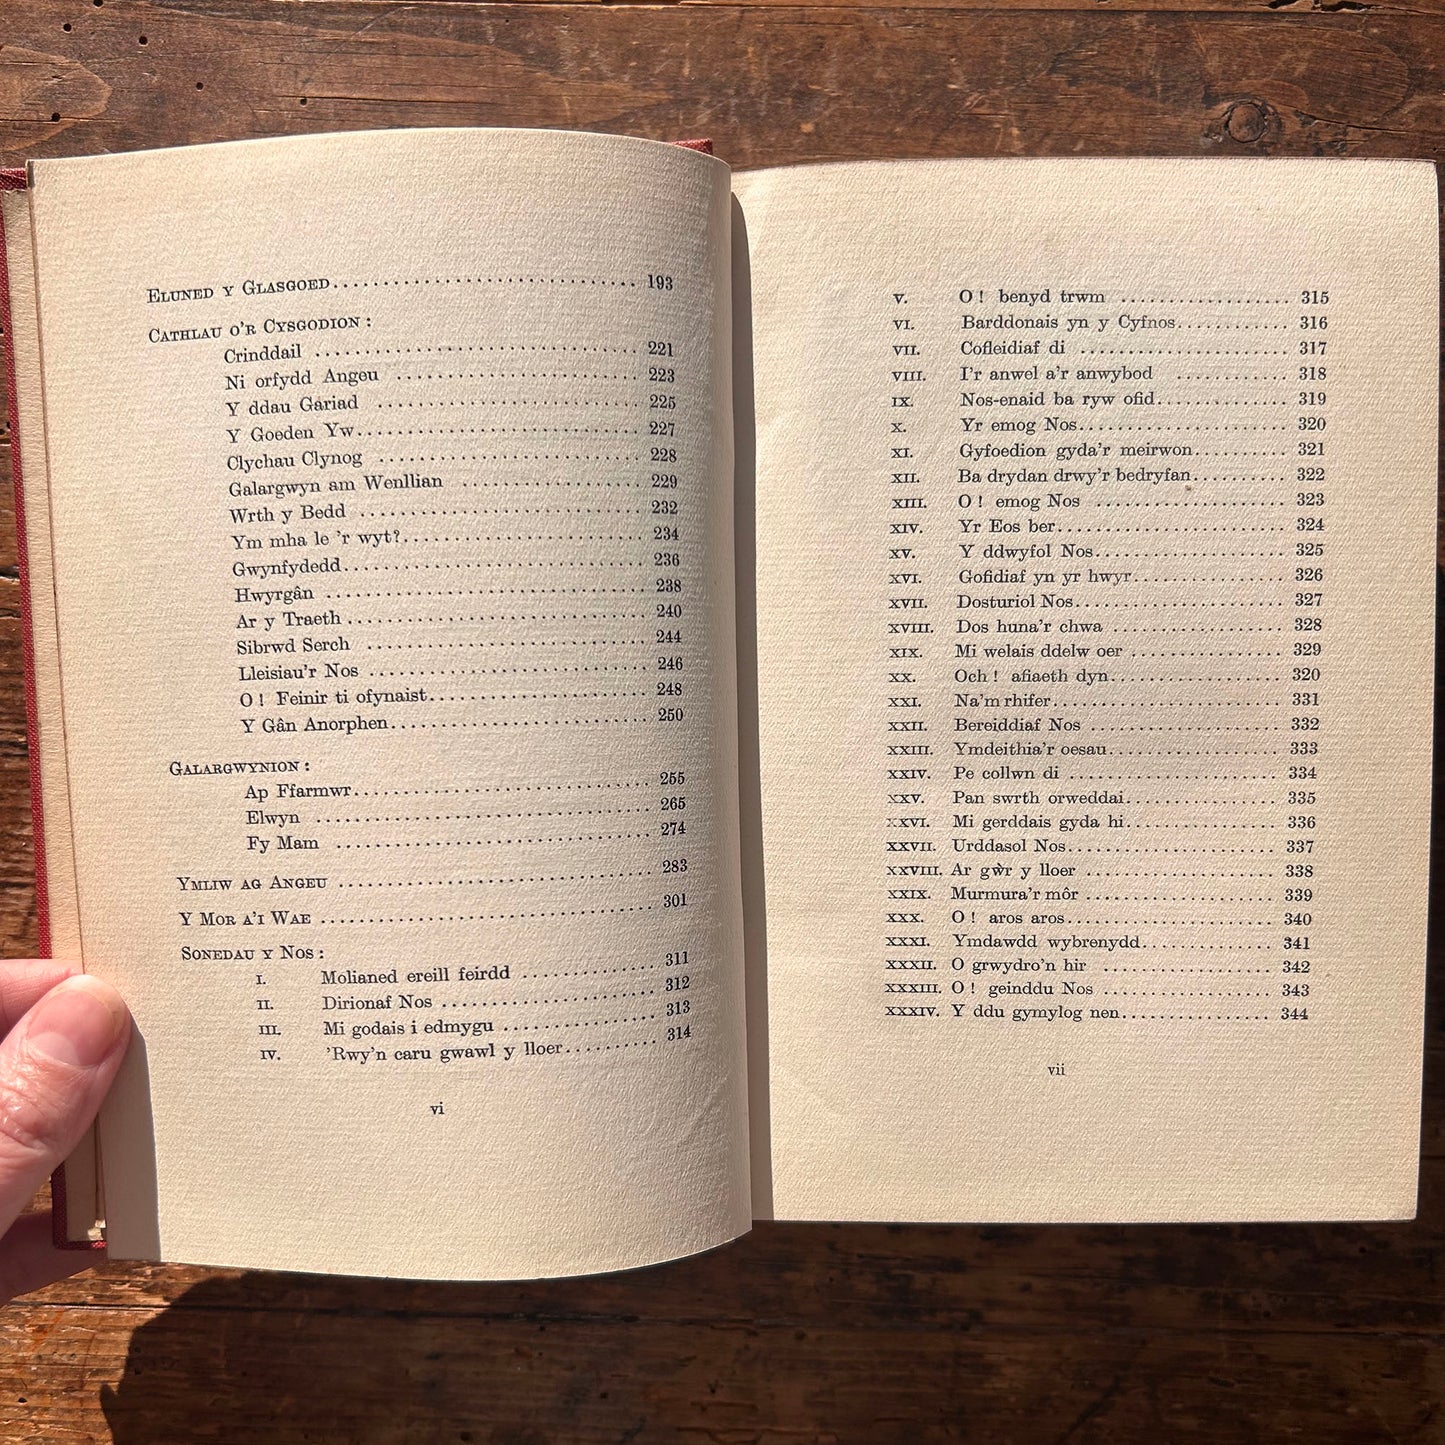 ELUNED Y GLASGOED.............................. 193
CATHLAU O'R CYSGODION :
Crinddail .............................. 221
Ni orfydd Angeu .............................. 223
Y ddau Gariad .............................. 225
Y Goeden Yw.............................. 227
Clychau Clynog .............................. 228
Galargwyn am Wenllian .................... 229
Wrth y Bedd .............................. 232
Ym mha le 'r wyt?.............................. 234
Gwynfydedd.............................. 236
Hwyrgân .............................. 238
Ar y Traeth .............................. 240
Sibrwd Serch .............................. 244
Lleisiau'r Nos .............................. 246
O! Feinir ti ofynaist.................... 248
Y Gân Anorphen.............................. 250
GALARGWYNION :
Ap Ffarmwr.............................. 255
Elwyn .............................. 265
Fy Mam .............................. 274
YMLIW AG ANGEU .............................. 283
Y MOR A'I WAE .............................. 301
SONEDAU Y NOS :
I. Molianed ereill feirdd .............. 311
II. Dirionaf Nos .................... 312
III. Mi godais i edmygu .............. 313
IV. 'Rwy'n caru gwawl y lloer.......... 314
vi
V. O! benyd trwm .................. 315
VI. Barddonais yn y Cyfnos............ 316
VII. Cofleidiaf di ...................... 317
VIII. I'r anwel a'r anwybod ............ 318
IX. Nos-enaid ba ryw ofid.............. 319
X. Yr emog Nos...................... 320
XI. Gyfoedion gyda'r meirwon.......... 321
XII. Ba drydan drwy'r bedryfan.......... 322
XIII. O! emog Nos .................... 323
XIV. Yr Eos ber........................ 324
XV. Y ddwyfol Nos.................... 325
XVI. Gofidiaf yn yr hwyr................ 326
XVII. Dosturiol Nos...................... 327
XVIII. Dos huna'r chwa .................. 328
XIX. Mi welais ddelw oer ................ 329
XX. Och! afiaeth dyn.................. 320
XXI. Na'm rhifer........................ 331
XXII. Bereiddiaf Nos .................... 332
XXIII. Ymdeithia'r oesau.................. 333
XXIV. Pe collwn di ...................... 334
XXV. Pan swrth orweddai................ 335
XXVI. Mi gerddais gyda hi................ 336
XXVII. Urddasol Nos...................... 337
XXVIII. Ar gẁr y lloer .................... 338
XXIX. Murmura'r môr .................... 339
XXX. O! aros aros...................... 340
XXXI. Ymdawdd wybrenydd.............. 341
XXXII. O grwydro'n hir .................. 342
XXXIII. O! geinddu Nos .................. 343
XXXIV. Y ddu gymylog nen................ 344
vii